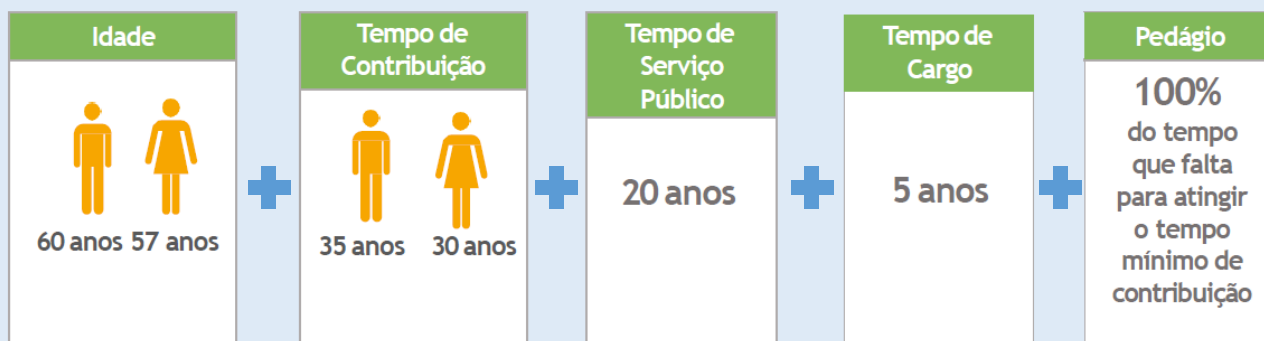 Idade
60 anos 57 anos
Tempo de
Contribuição
35 anos 30 anos
Tempo de
Serviço
Público
20 anos
Tempo de
Cargo
5 anos
Pedágio
100%
do tempo
que falta
para atingir
o tempo
mínimo de
contribuição